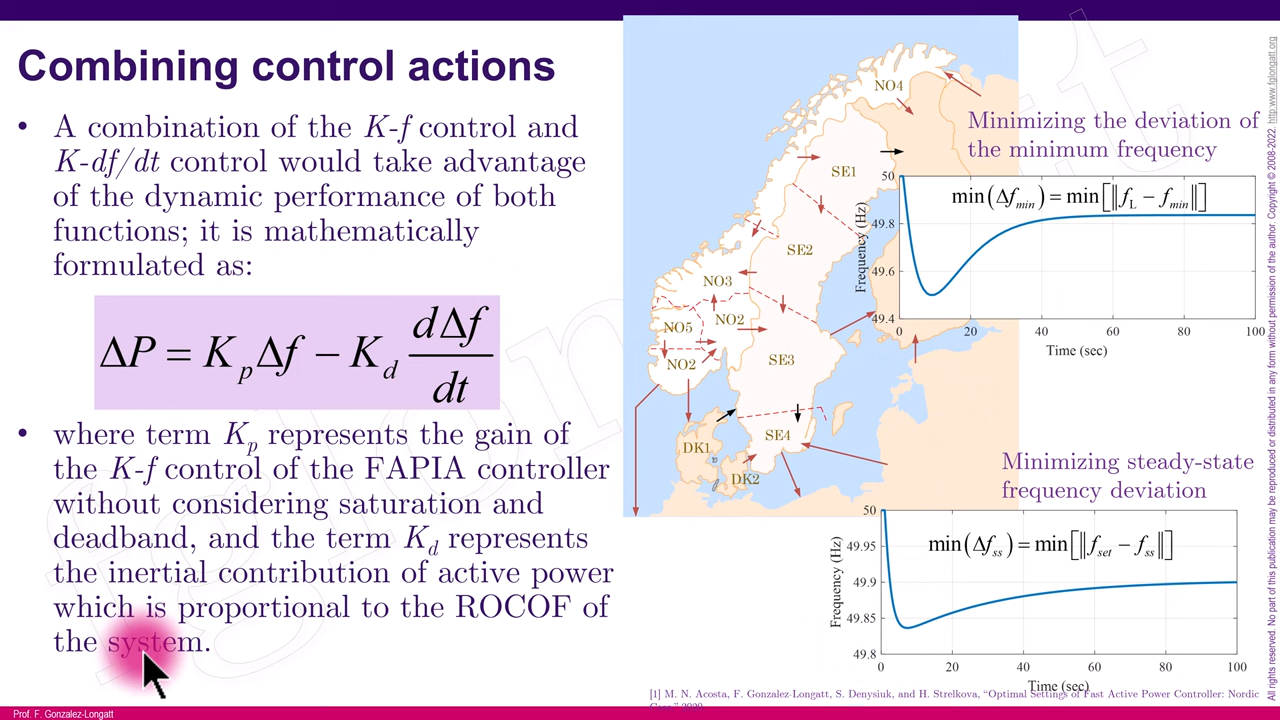 Combining control actions
• A combination of the K-f control and
K-df/dt control would take advantage
of the dynamic performance of both
functions; it is mathematically
formulated as:
ΔP = K_p Δf − K_d dΔf/dt
• where term K_p represents the gain of
the K-f control of the FAPIA controller
without considering saturation and
deadband, and the term K_d represents
the inertial contribution of active power
which is proportional to the ROCOF of
the system.
NO4
SE1
SE2
NO3
NO2
NO5
NO2
SE3
SE4
DK1
DK2
Minimizing the deviation of
the minimum frequency
min(Δf_min) = min[‖f_L − f_min‖]
Frequency (Hz)
50
49.8
49.6
49.4
0 20 40 60 80 100
Time (sec)
Minimizing steady-state
frequency deviation
min(Δf_ss) = min[‖f_set − f_ss‖]
Frequency (Hz)
50
49.95
49.9
49.85
49.8
0 20 40 60 80 100
Time (sec)
[1] M. N. Acosta, F. Gonzalez-Longatt, S. Denysiuk, and H. Strelkova, “Optimal Settings of Fast Active Power Controller: Nordic
Case,” 2020
All rights reserved. No part of this publication may be reproduced or distributed in any form without permission of the author. Copyright © 2008-2022. http:www.fglongatt.org
Prof. F. Gonzalez-Longatt